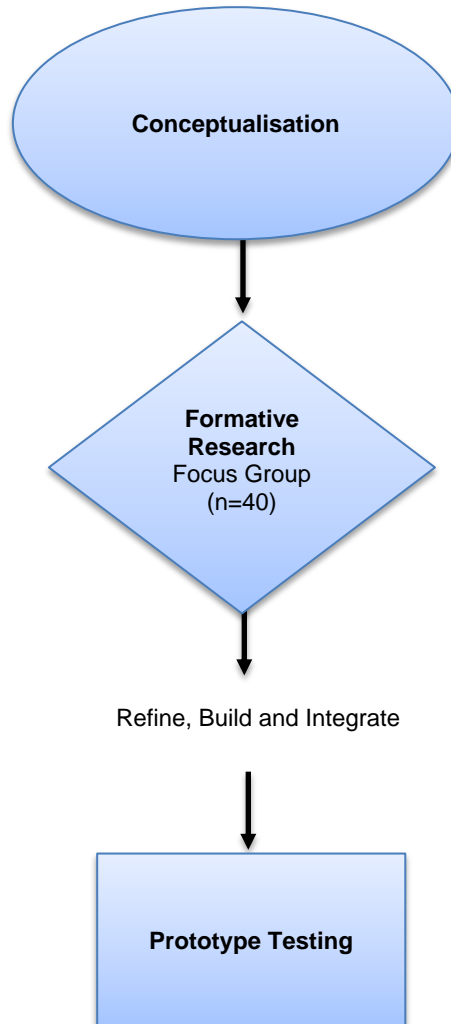 Conceptualisation
Formative
Research
Focus Group
(n=40)
Refine, Build and Integrate
Prototype Testing